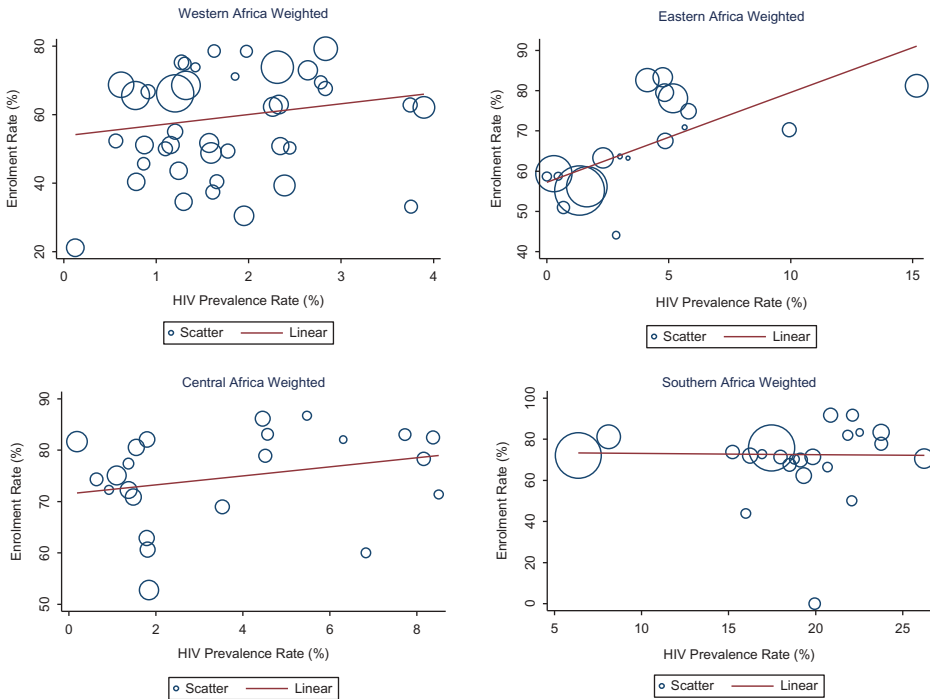 Western Africa Weighted
Enrolment Rate (%)
80
60
40
20
0
1
2
3
4
HIV Prevalence Rate (%)
Scatter
Linear
Eastern Africa Weighted
Enrolment Rate (%)
90
80
70
60
50
40
0
5
10
15
HIV Prevalence Rate (%)
Scatter
Linear
Central Africa Weighted
Enrolment Rate (%)
90
80
70
60
50
0
2
4
6
8
HIV Prevalence Rate (%)
Scatter
Linear
Southern Africa Weighted
Enrolment Rate (%)
100
80
60
40
20
0
5
15
20
25
HIV Prevalence Rate (%)
Scatter
Linear